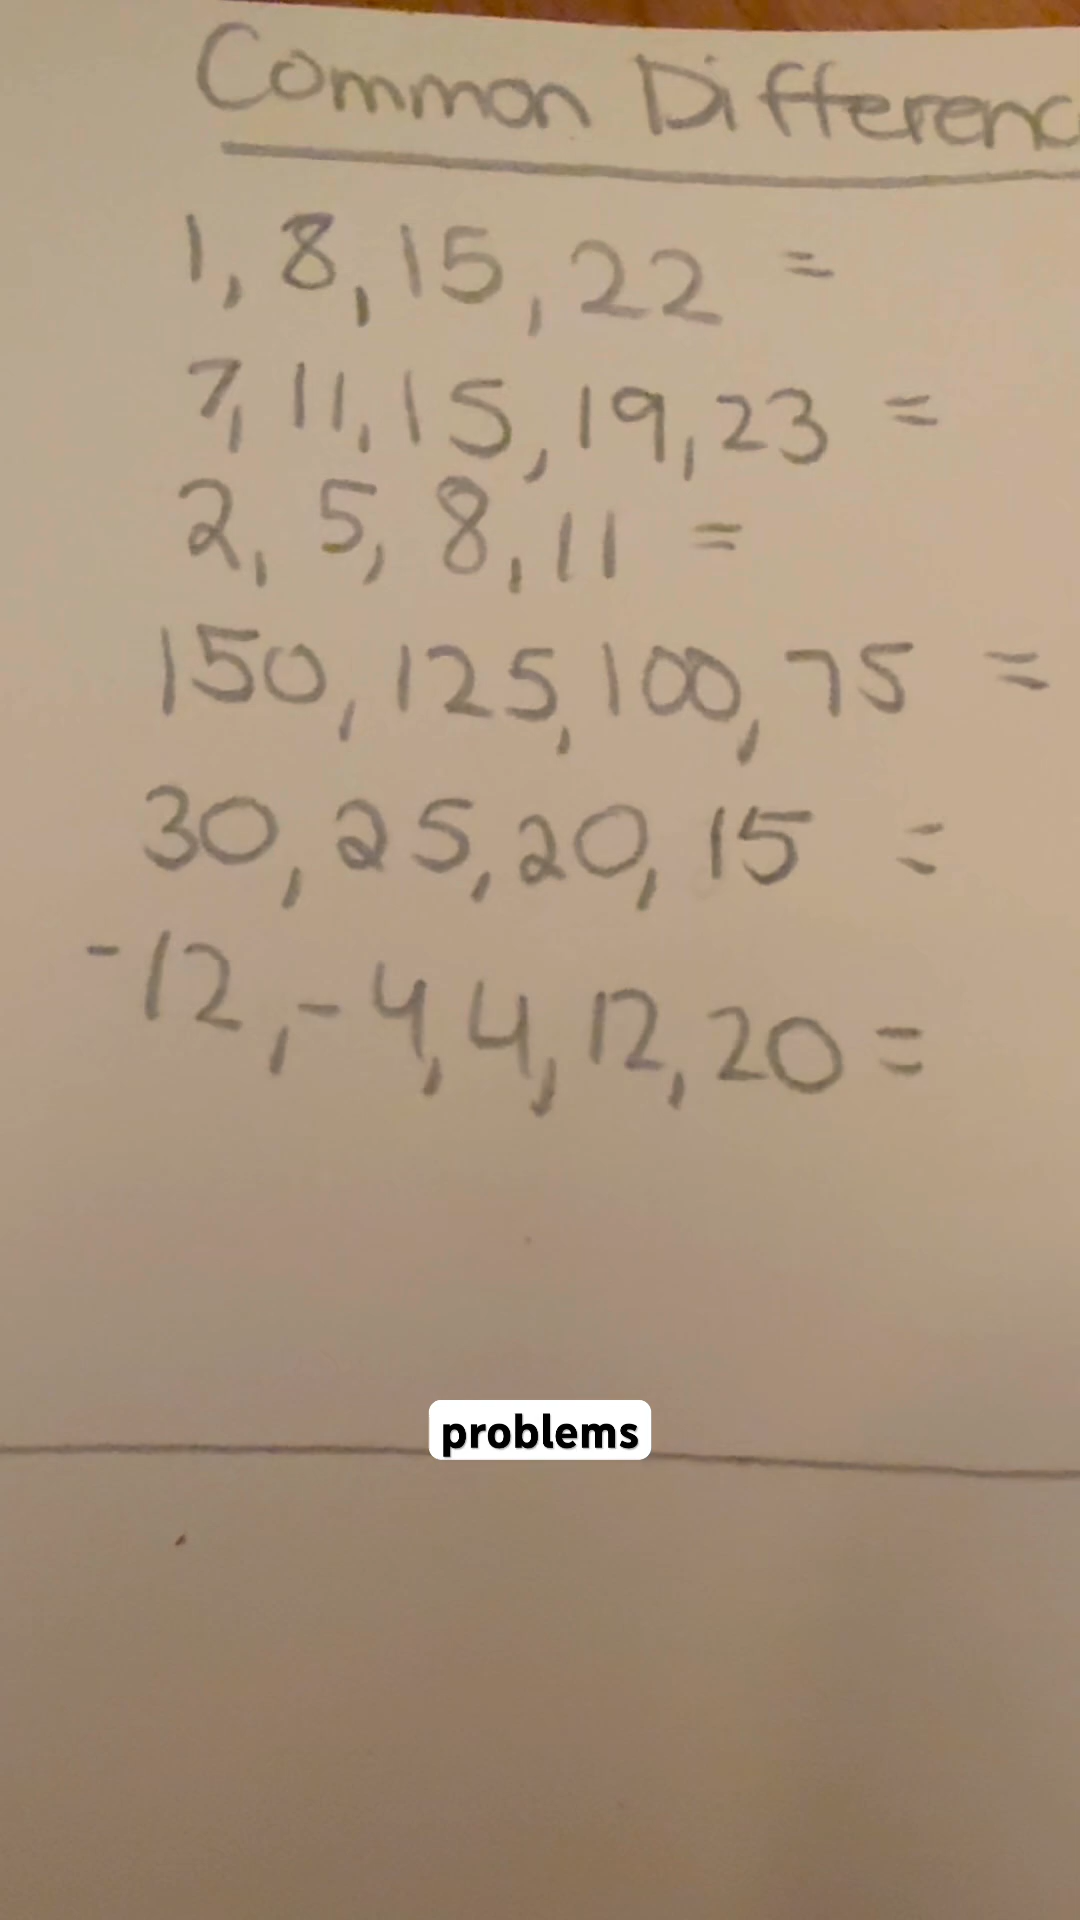 Common Differenc
1, 8, 15, 22 =
7, 11, 15, 19, 23 =
2, 5, 8, 11 =
150, 125, 100, 75 =
30, 25, 20, 15 =
-12, -4, 4, 12, 20 =
problems